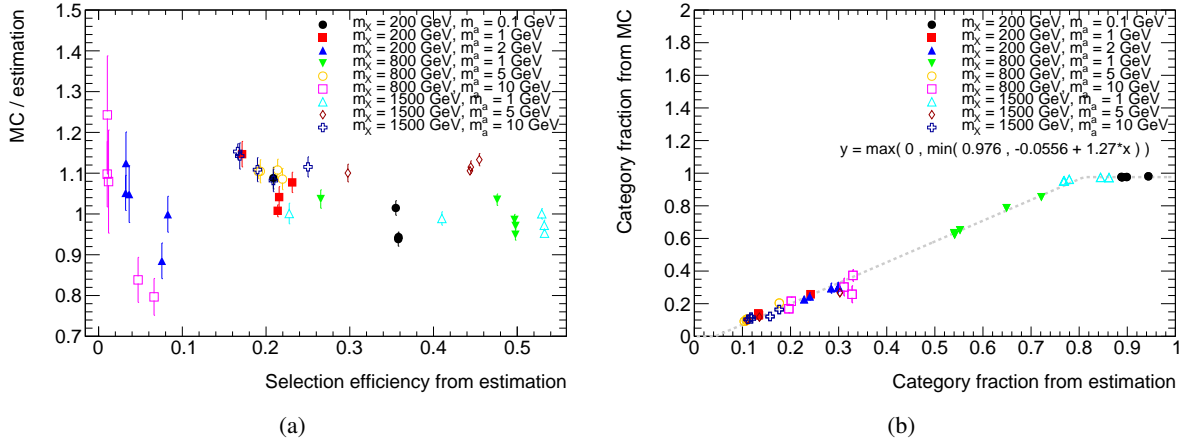 MC / estimation
1.5
1.4
1.3
1.2
1.1
1
0.9
0.8
0.7
0 0.1 0.2 0.3 0.4 0.5
Selection efficiency from estimation
m_X = 200 GeV, m_a = 0.1 GeV
m_X = 200 GeV, m_a = 1 GeV
m_X = 200 GeV, m_a = 2 GeV
m_X = 800 GeV, m_a = 1 GeV
m_X = 800 GeV, m_a = 5 GeV
m_X = 800 GeV, m_a = 10 GeV
m_X = 1500 GeV, m_a = 1 GeV
m_X = 1500 GeV, m_a = 5 GeV
m_X = 1500 GeV, m_a = 10 GeV
(a)
Category fraction from MC
2
1.8
1.6
1.4
1.2
1
0.8
0.6
0.4
0.2
0
0 0.1 0.2 0.3 0.4 0.5 0.6 0.7 0.8 0.9 1
Category fraction from estimation
m_X = 200 GeV, m_a = 0.1 GeV
m_X = 200 GeV, m_a = 1 GeV
m_X = 200 GeV, m_a = 2 GeV
m_X = 800 GeV, m_a = 1 GeV
m_X = 800 GeV, m_a = 5 GeV
m_X = 800 GeV, m_a = 10 GeV
m_X = 1500 GeV, m_a = 1 GeV
m_X = 1500 GeV, m_a = 5 GeV
m_X = 1500 GeV, m_a = 10 GeV
y = max( 0 , min( 0.976 , -0.0556 + 1.27*x ) )
(b)